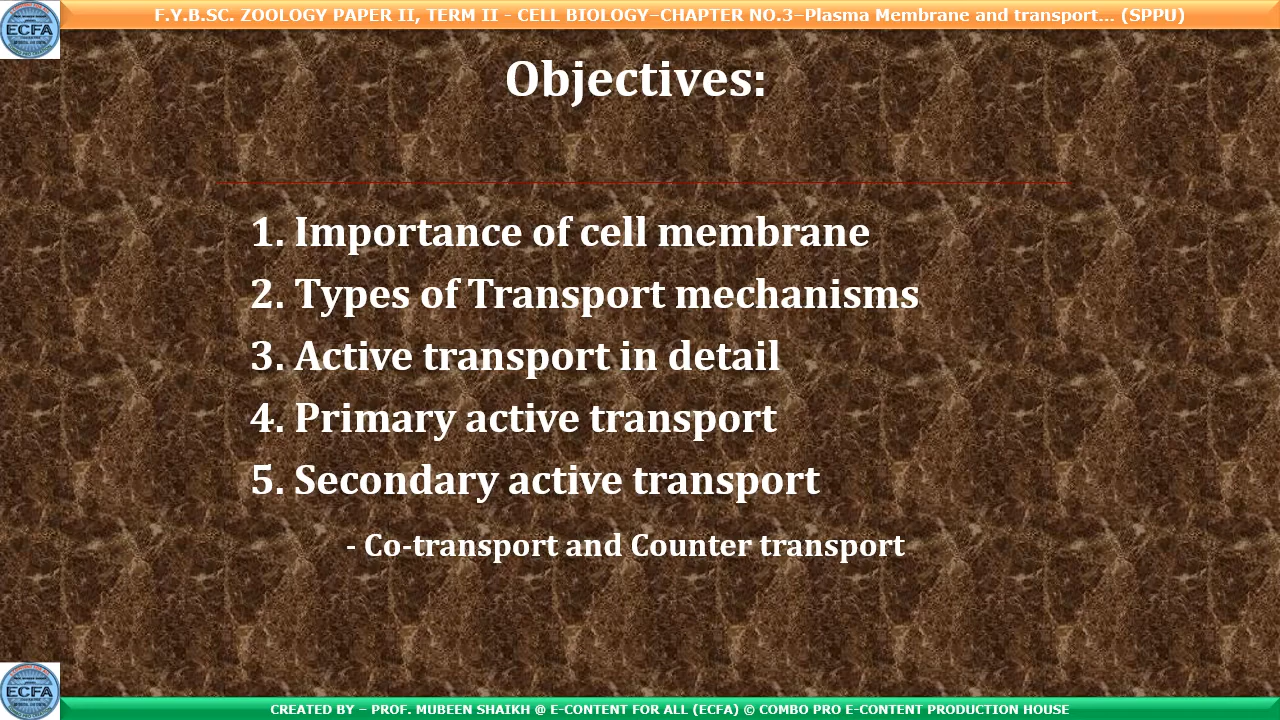 F.Y.B.SC. ZOOLOGY PAPER II, TERM II - CELL BIOLOGY–CHAPTER NO.3–Plasma Membrane and transport... (SPPU)
ECFA
Objectives:
1. Importance of cell membrane
2. Types of Transport mechanisms
3. Active transport in detail
4. Primary active transport
5. Secondary active transport
- Co-transport and Counter transport
ECFA
CREATED BY – PROF. MUBEEN SHAIKH @ E-CONTENT FOR ALL (ECFA) © COMBO PRO E-CONTENT PRODUCTION HOUSE